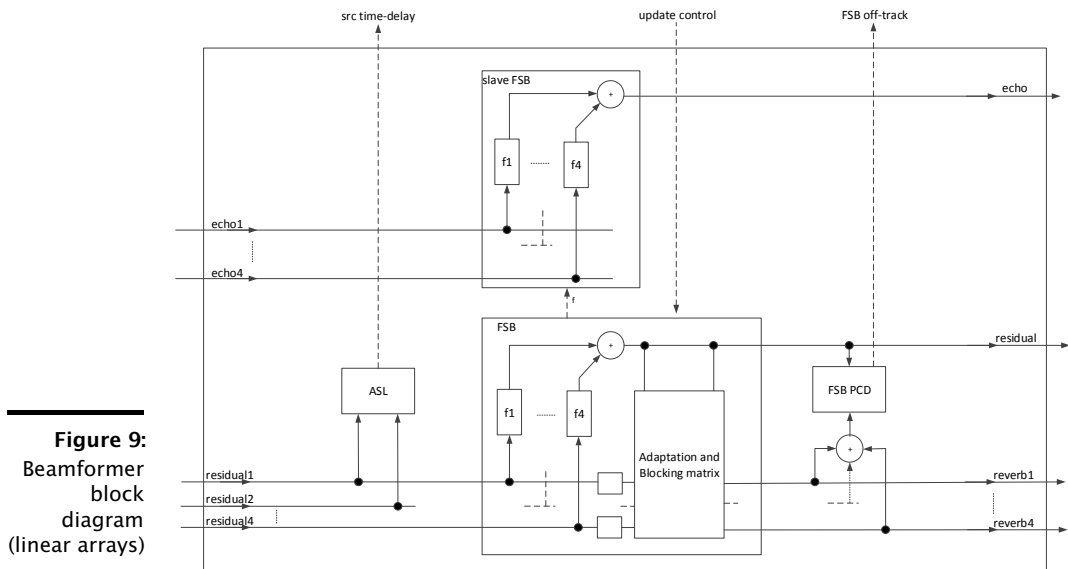 src time-delay
update control
FSB off-track
slave FSB
+
echo
f1
........
f4
echo1
echo4
f
FSB
+
residual
ASL
f1
........
f4
FSB PCD
Adaptation and
Blocking matrix
+
residual1
reverb1
residual2
residual4
reverb4
Figure 9:
Beamformer
block
diagram
(linear arrays)